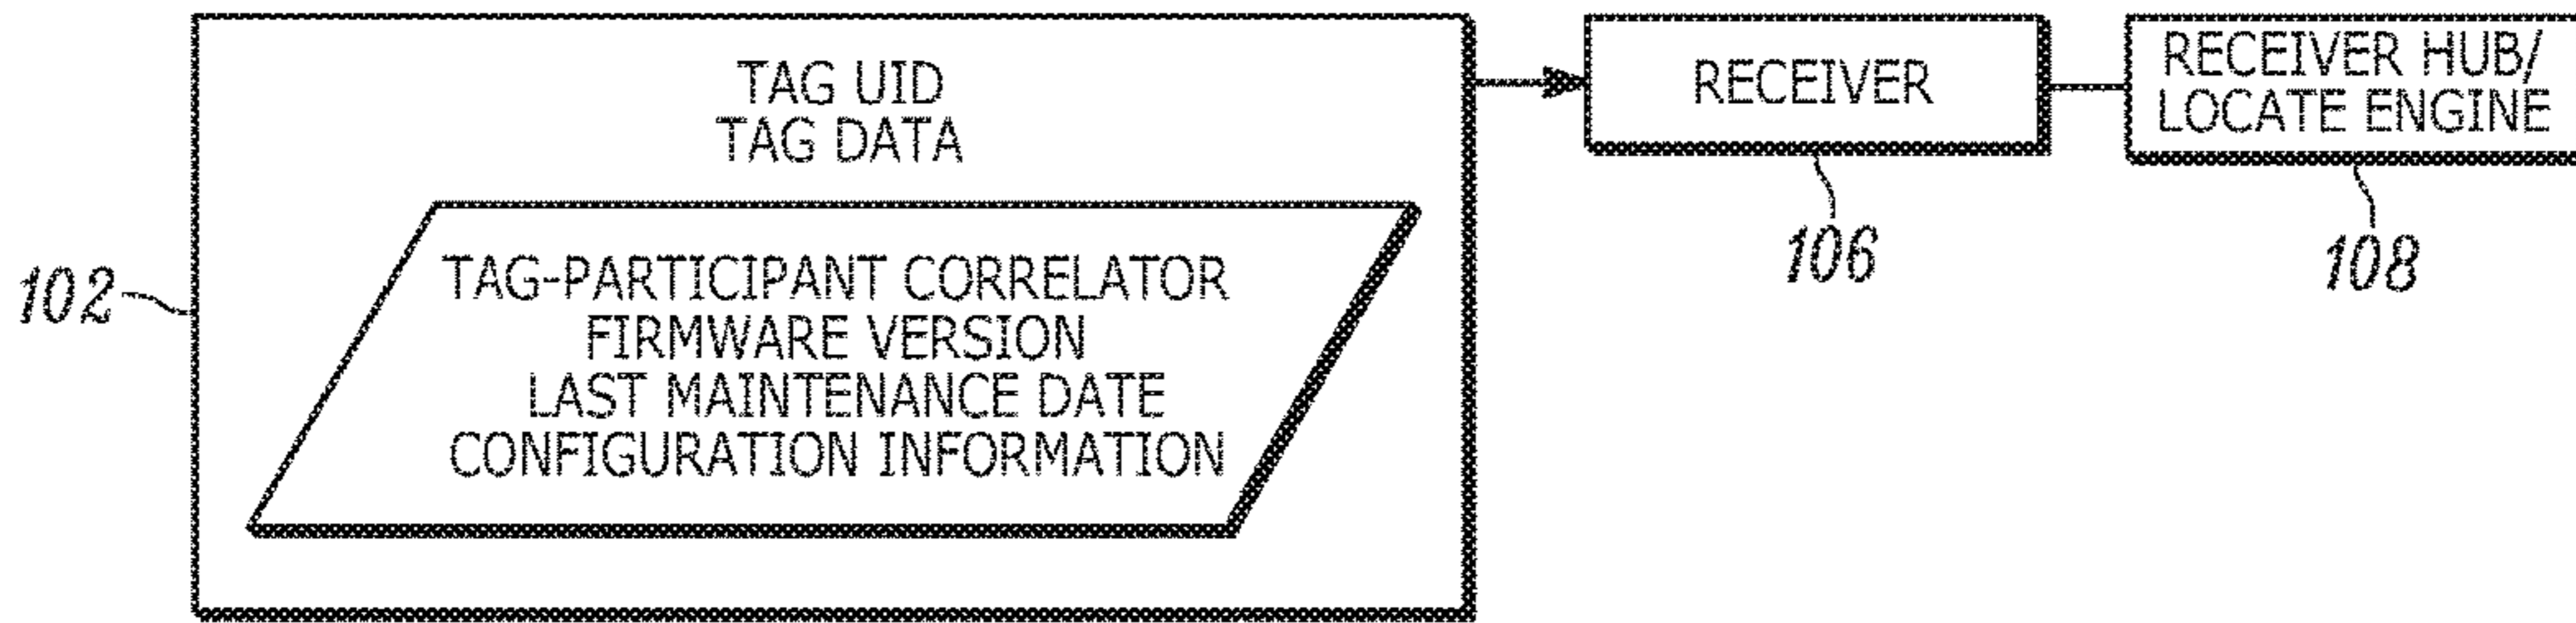 TAG UID
TAG DATA
TAG-PARTICIPANT CORRELATOR
FIRMWARE VERSION
LAST MAINTENANCE DATE
CONFIGURATION INFORMATION
102
RECEIVER
106
RECEIVER HUB/
LOCATE ENGINE
108